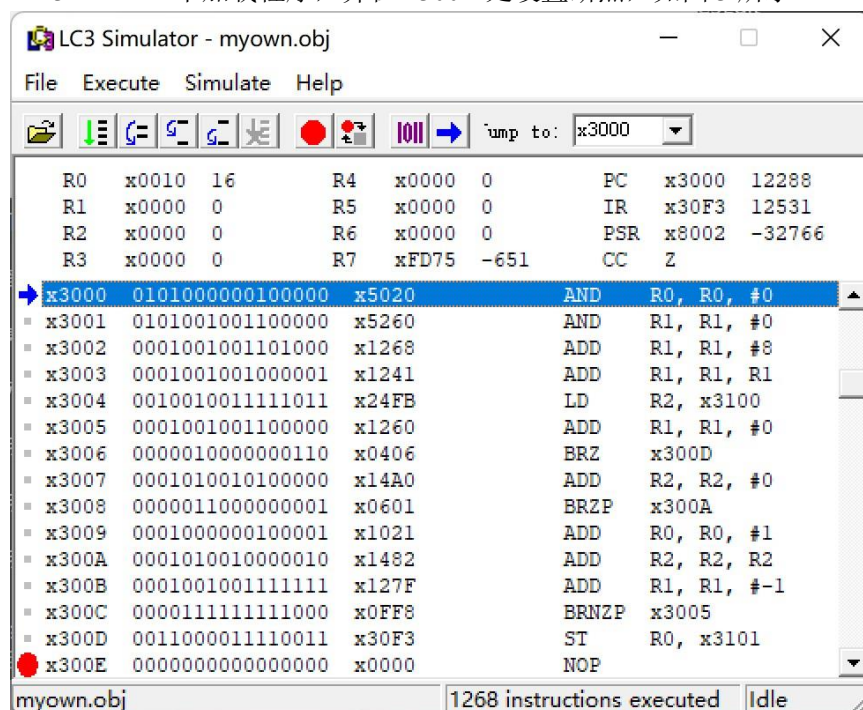 LC3 Simulator - myown.obj
File Execute Simulate Help
Jump to: x3000
R0 x0010 16 R4 x0000 0 PC x3000 12288
R1 x0000 0 R5 x0000 0 IR x30F3 12531
R2 x0000 0 R6 x0000 0 PSR x8002 -32766
R3 x0000 0 R7 xFD75 -651 CC Z
x3000 0101000000100000 x5020 AND R0, R0, #0
x3001 0101001001100000 x5260 AND R1, R1, #0
x3002 0001001001101000 x1268 ADD R1, R1, #8
x3003 0001001001000001 x1241 ADD R1, R1, R1
x3004 0010010011111011 x24FB LD R2, x3100
x3005 0001001001100000 x1260 ADD R1, R1, #0
x3006 0000010000000110 x0406 BRZ x300D
x3007 0001010010100000 x14A0 ADD R2, R2, #0
x3008 0000011000000001 x0601 BRZP x300A
x3009 0001000000100001 x1021 ADD R0, R0, #1
x300A 0001010010000010 x1482 ADD R2, R2, R2
x300B 0001001001111111 x127F ADD R1, R1, #-1
x300C 0000111111111000 x0FF8 BRNZP x3005
x300D 0011000011110011 x30F3 ST R0, x3101
x300E 0000000000000000 x0000 NOP
myown.obj 1268 instructions executed Idle